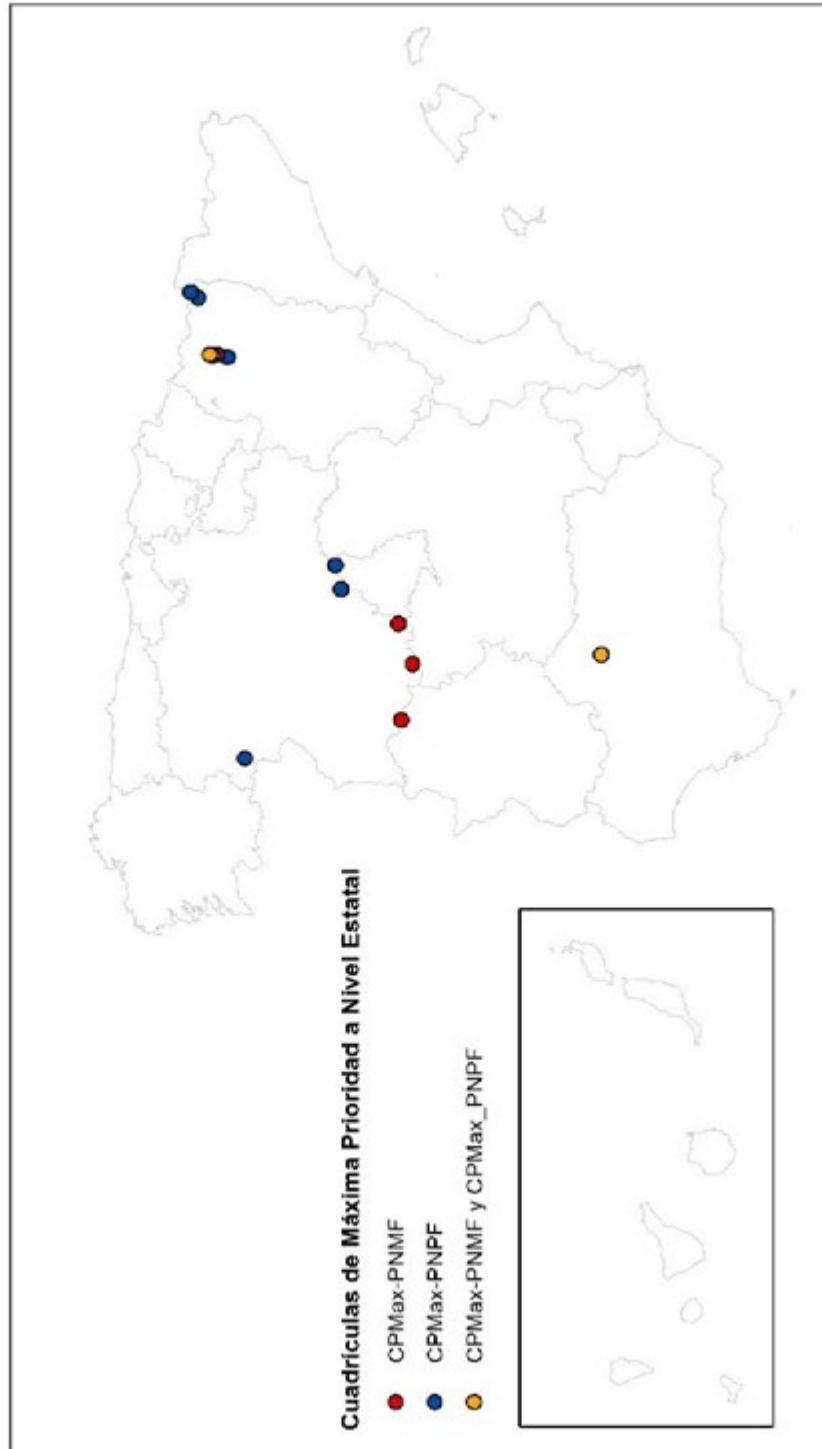 Cuadrículas de Máxima Prioridad a Nivel Estatal
CPMax-PNMF
CPMax-PNPF
CPMax-PNMF y CPMax_PNPF